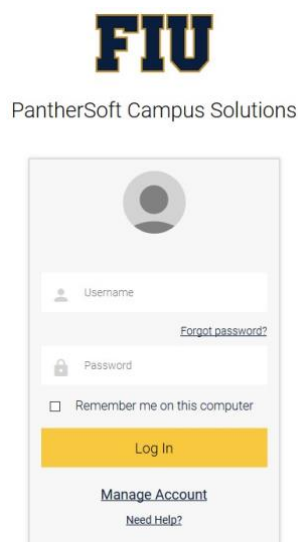 FIU
PantherSoft Campus Solutions
Username
Forgot password?
Password
Remember me on this computer
Log In
Manage Account
Need Help?